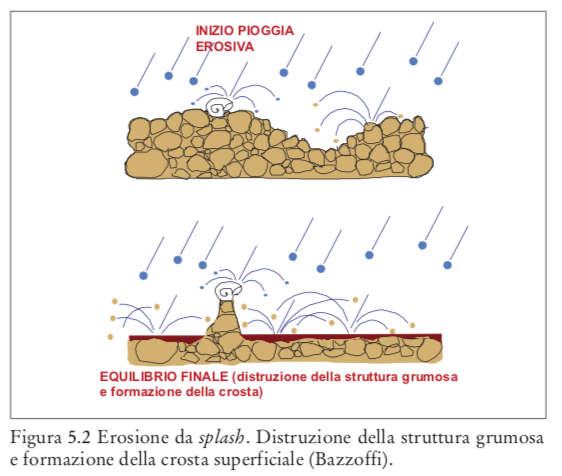 INIZIO PIOGGIA
EROSIVA
EQUILIBRIO FINALE (distruzione della struttura grumosa
e formazione della crosta)
Figura 5.2 Erosione da splash. Distruzione della struttura grumosa
e formazione della crosta superficiale (Bazzoffi).